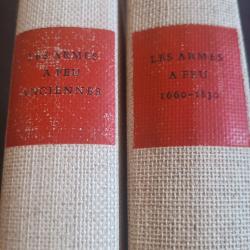 LES ARMES
A FEU
ANCIENNES
LES ARMES
A FEU
1660-1830